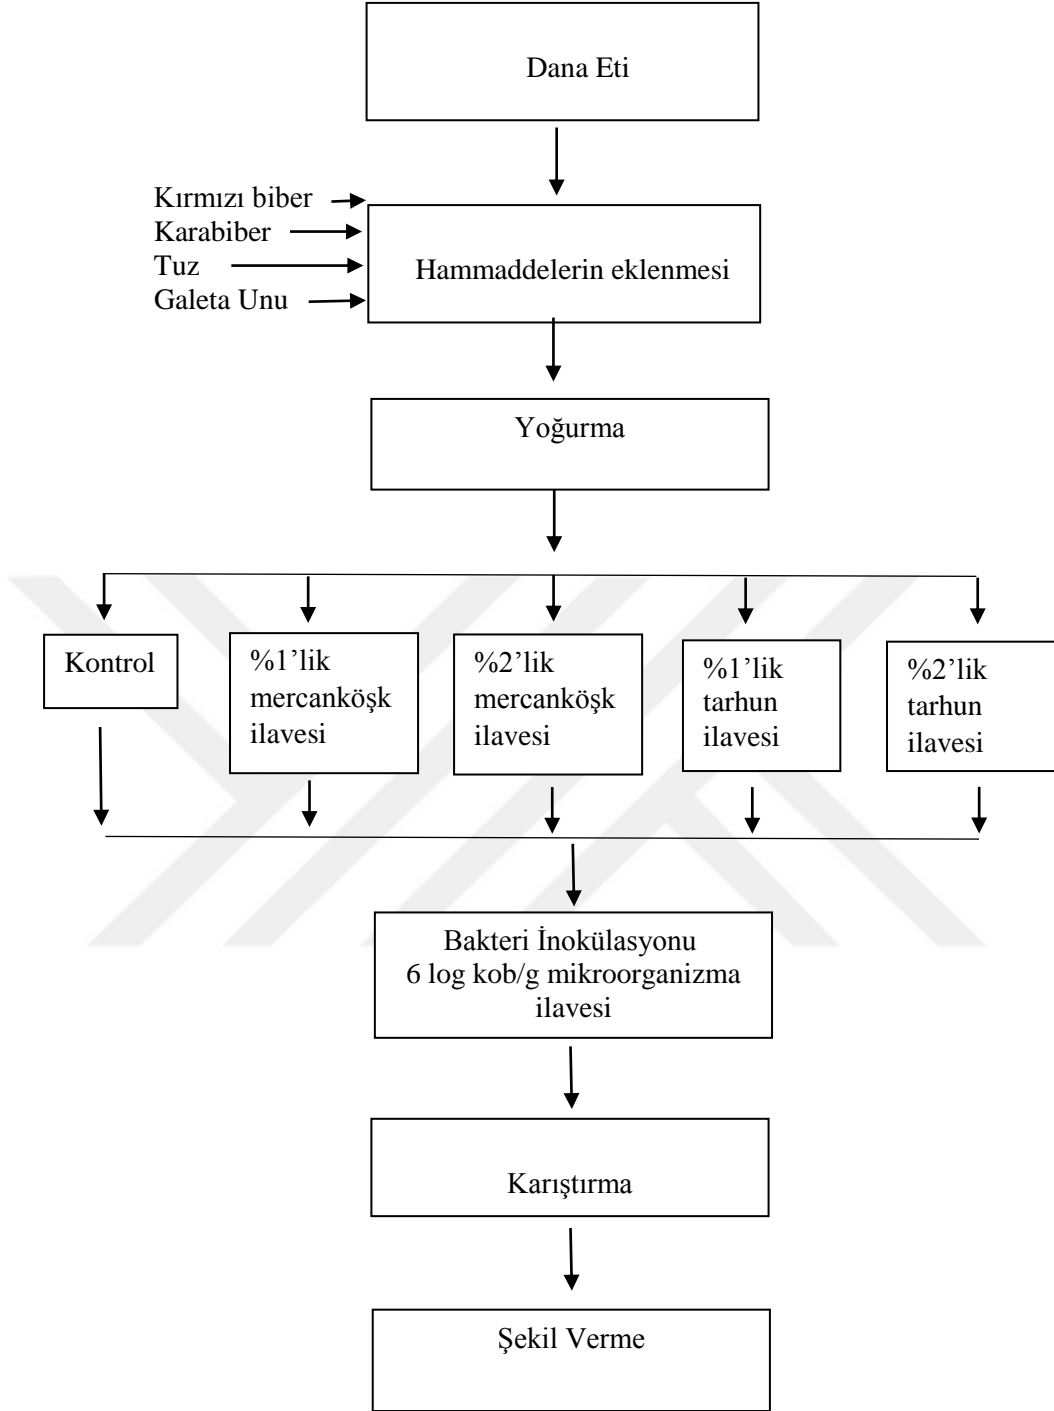 Dana Eti
Kırmızı biber
Karabiber
Tuz
Galeta Unu
Hammaddelerin eklenmesi
Yoğurma
Kontrol
%1’lik
mercanköşk
ilavesi
%2’lik
mercanköşk
ilavesi
%1’lik
tarhun
ilavesi
%2’lik
tarhun
ilavesi
Bakteri İnokülasyonu
6 log kob/g mikroorganizma
ilavesi
Karıştırma
Şekil Verme